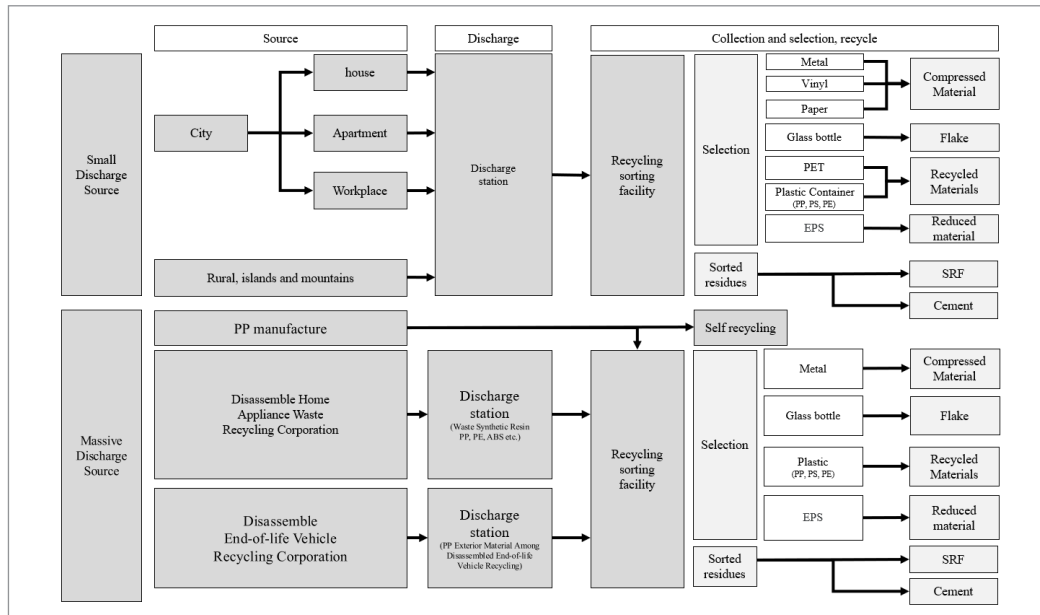 Source
Discharge
Collection and selection, recycle
Small
Discharge
Source
City
house
Apartment
Workplace
Rural, islands and mountains
Discharge
station
Recycling
sorting
facility
Selection
Metal
Vinyl
Paper
Glass bottle
PET
Plastic Container
(PP, PS, PE)
EPS
Compressed
Material
Flake
Recycled
Materials
Reduced
material
Sorted
residues
SRF
Cement
Massive
Discharge
Source
PP manufacture
Self recycling
Disassemble Home
Appliance Waste
Recycling Corporation
Discharge
station
(Waste Synthetic Resin
PP, PE, ABS etc.)
Disassemble
End-of-life Vehicle
Recycling Corporation
Discharge
station
(PP Exterior Material Among
Disassembled End-of-life
Vehicle Recycling)
Recycling
sorting
facility
Selection
Metal
Glass bottle
Plastic
(PP, PS, PE)
EPS
Compressed
Material
Flake
Recycled
Materials
Reduced
material
Sorted
residues
SRF
Cement